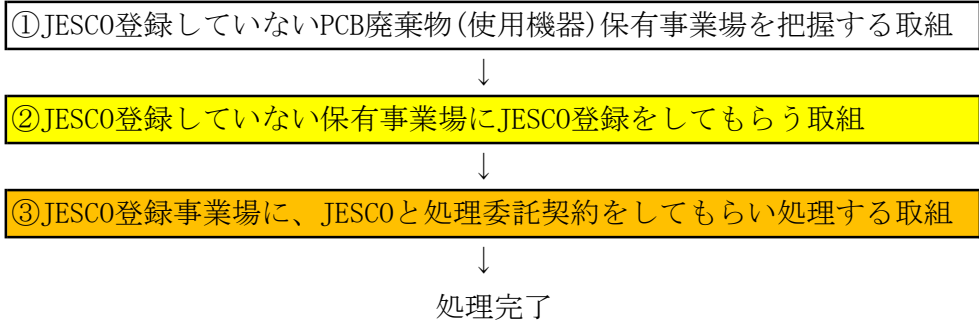 ①JESCO登録していないPCB廃棄物(使用機器)保有事業場を把握する取組
↓
②JESCO登録していない保有事業場にJESCO登録をしてもらう取組
↓
③JESCO登録事業場に、JESCOと処理委託契約をしてもらい処理する取組
↓
処理完了